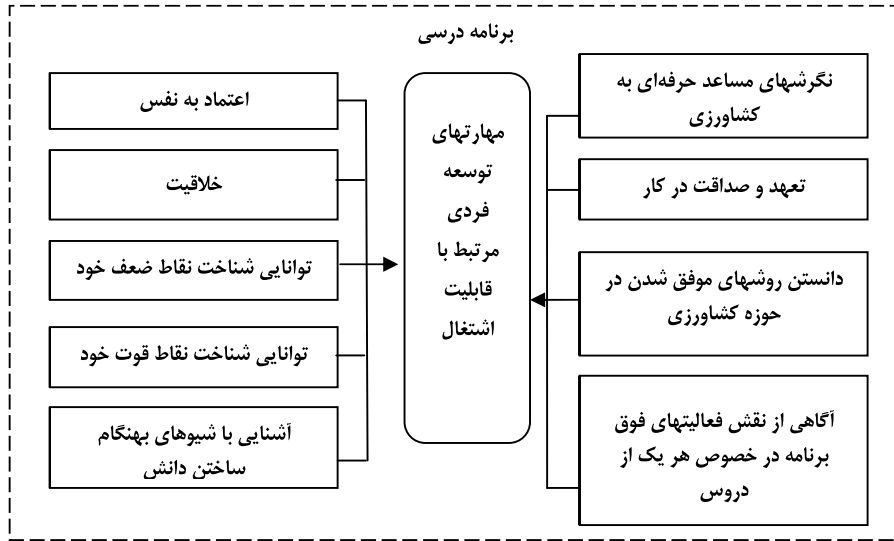 برنامه درسی
نگرشهای مساعد حرفه‌ای به
کشاورزی
تعهد و صداقت در کار
دانستن روشهای موفق شدن در
حوزه کشاورزی
آگاهی از نقش فعالیتهای فوق
برنامه در خصوص هر یک از
دروس
مهارتهای
توسعه
فردی
مرتبط با
قابلیت
اشتغال
اعتماد به نفس
خلاقیت
توانایی شناخت نقاط ضعف خود
توانایی شناخت نقاط قوت خود
آشنایی با شیوهای بهنگام
ساختن دانش